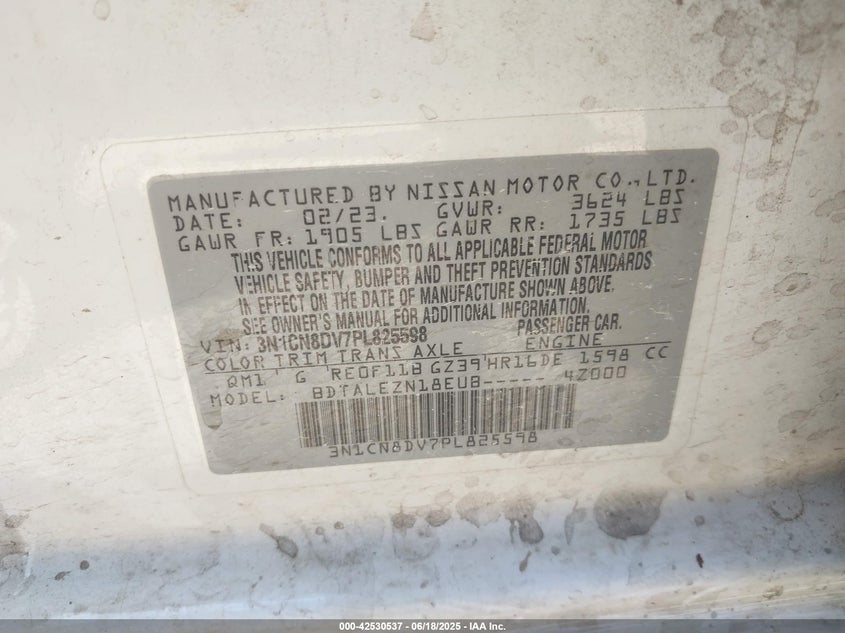 MANUFACTURED BY NISSAN MOTOR CO.,LTD.
DATE: 02/23. GVWR: 3624 LBS
GAWR FR: 1905 LBS GAWR RR: 1735 LBS
THIS VEHICLE CONFORMS TO ALL APPLICABLE FEDERAL MOTOR
VEHICLE SAFETY, BUMPER AND THEFT PREVENTION STANDARDS
IN EFFECT ON THE DATE OF MANUFACTURE SHOWN ABOVE.
SEE OWNER'S MANUAL FOR ADDITIONAL INFORMATION.
VIN: 3N1CN8DV7PL825598 PASSENGER CAR.
COLOR TRIM TRANS AXLE ENGINE
QM1 G RE0F11B GZ39 HR16DE 1598 CC
MODEL: BDTALEZN18EUB----- 4Z000
3N1CN8DV7PL825598
000-42530537 - 06/18/2025 - IAA Inc.